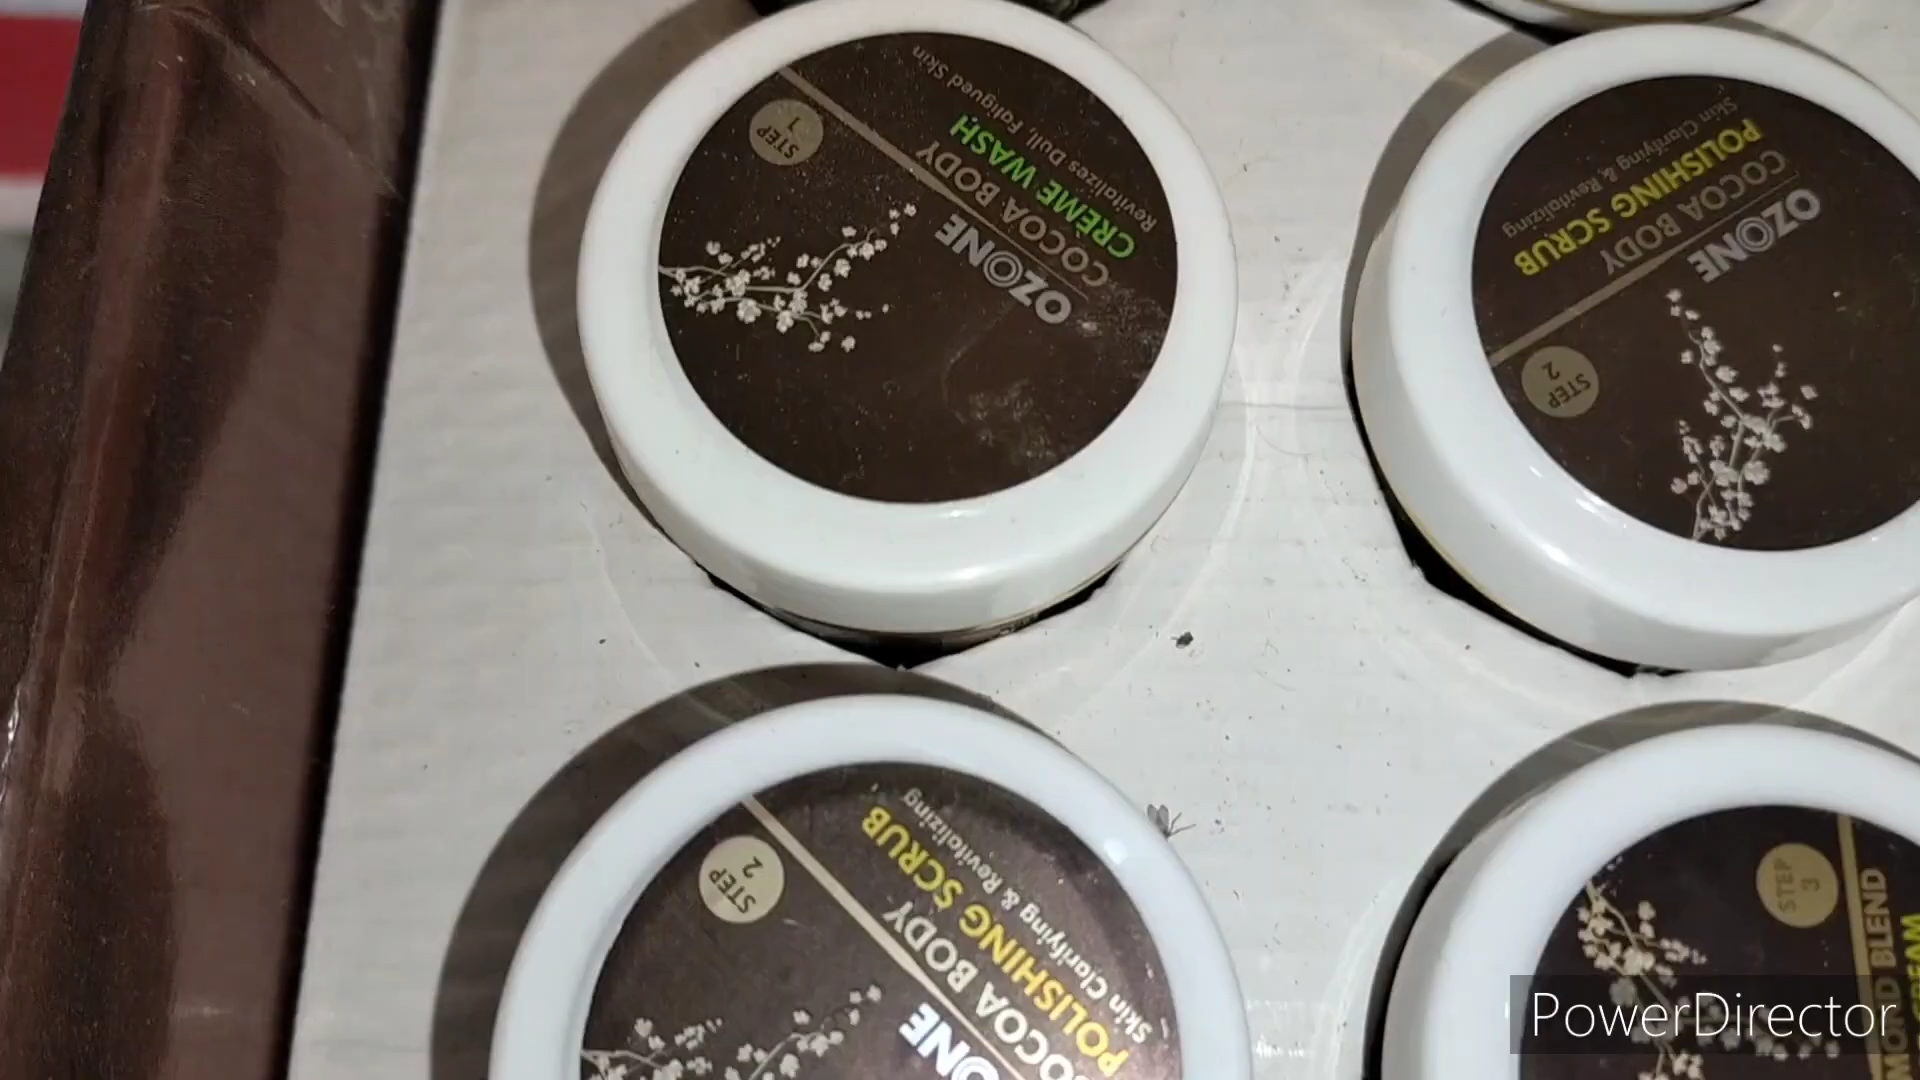 STEP
1
OZONE
COCOA BODY
CRÈME WASH
Revitalizes Dull, Fatigued Skin
STEP
2
OZONE
COCOA BODY
POLISHING SCRUB
Skin Clarifying & Revitalizing
STEP
2
COCOA BODY
POLISHING SCRUB
Skin Clarifying & Revitalizing
STEP
3
BLEND
PowerDirector